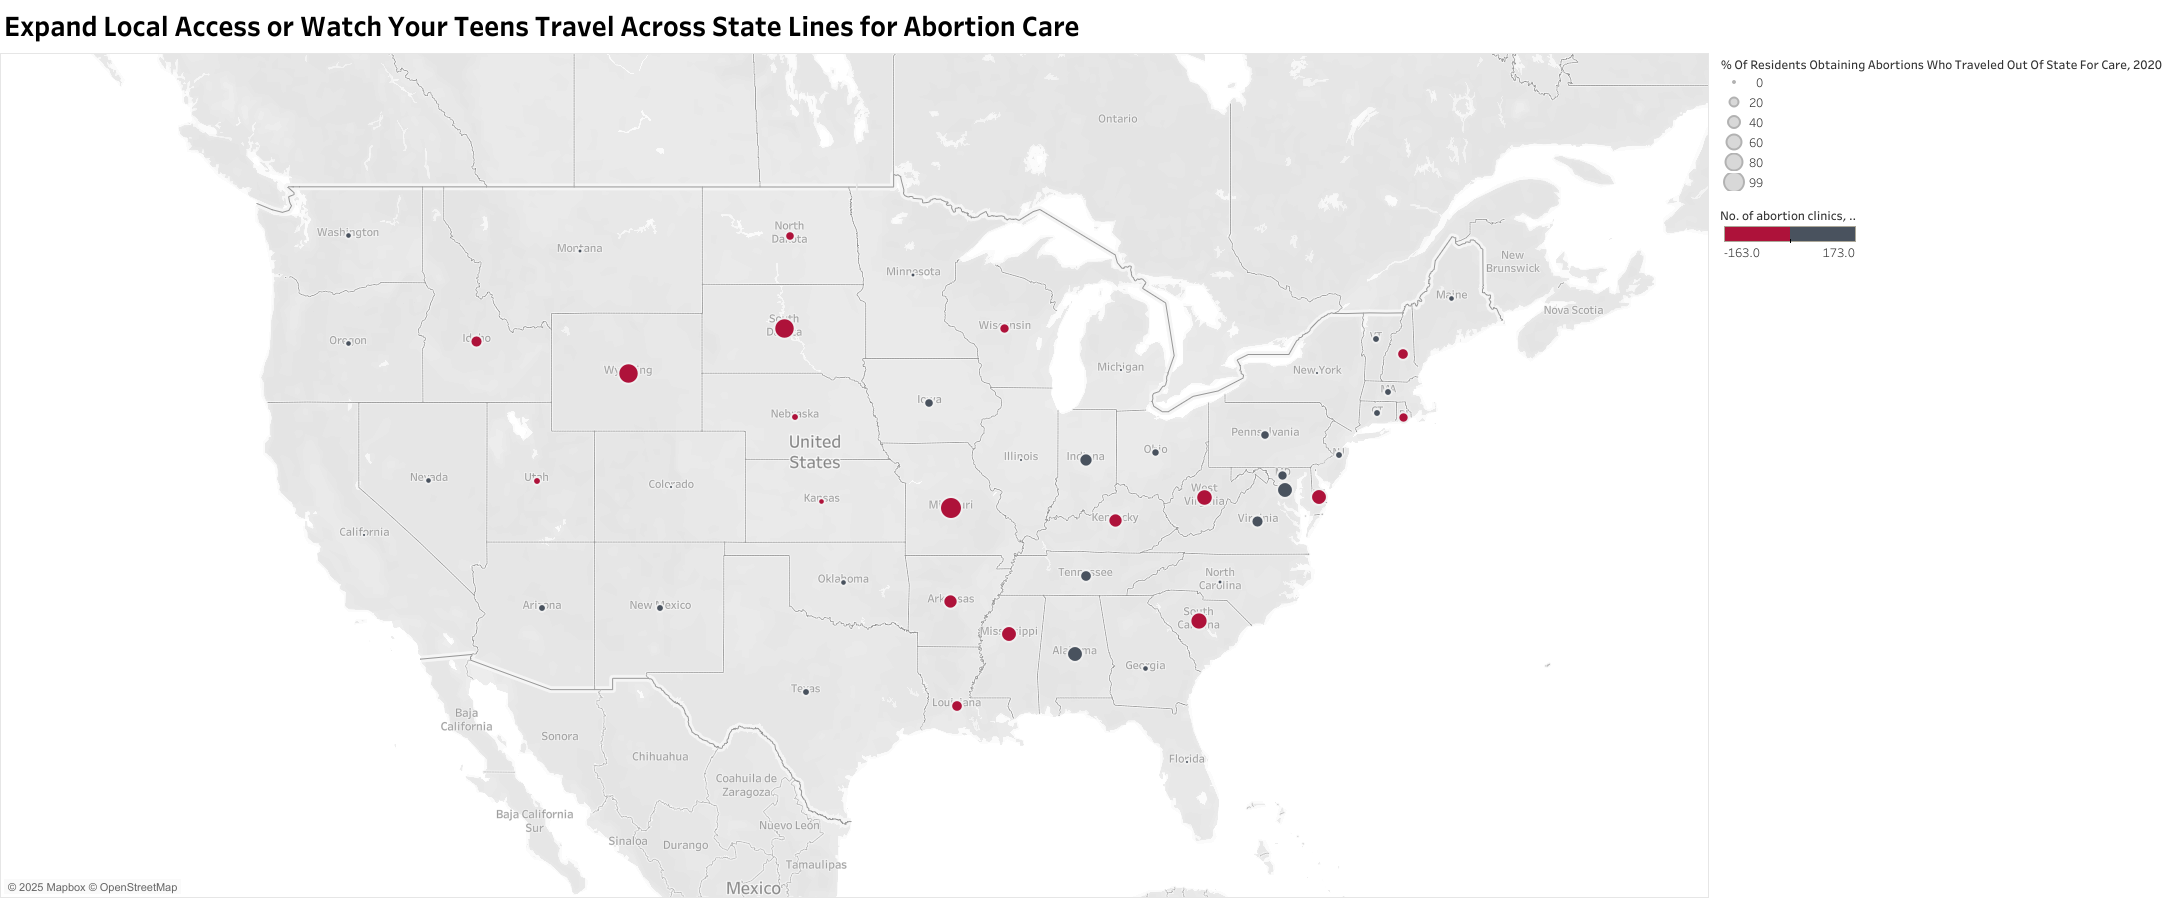 Expand Local Access or Watch Your Teens Travel Across State Lines for Abortion Care
% Of Residents Obtaining Abortions Who Traveled Out Of State For Care, 2020
0
20
40
60
80
99
No. of abortion clinics, ..
-163.0 173.0
Ontario
Washington
Montana
North
Dakota
Minnesota
New
Brunswick
Maine
Nova Scotia
Oregon
Idaho
South
Dakota
Wisconsin
VT
Wyoming
Michigan
New York
MA
Nebraska
Iowa
CT
United
States
Pennsylvania
Illinois
Indiana
Ohio
NJ
Nevada
Utah
Colorado
Kansas
MD
West
Virginia
Missouri
Kentucky
Virginia
California
Oklahoma
Tennessee
North
Carolina
Arizona
New Mexico
Arkansas
South
Carolina
Mississippi
Alabama
Georgia
Texas
Louisiana
Baja
California
Sonora
Chihuahua
Florida
Coahuila de
Zaragoza
Baja California
Sur
Nuevo León
Sinaloa
Durango
Tamaulipas
Mexico
© 2025 Mapbox © OpenStreetMap